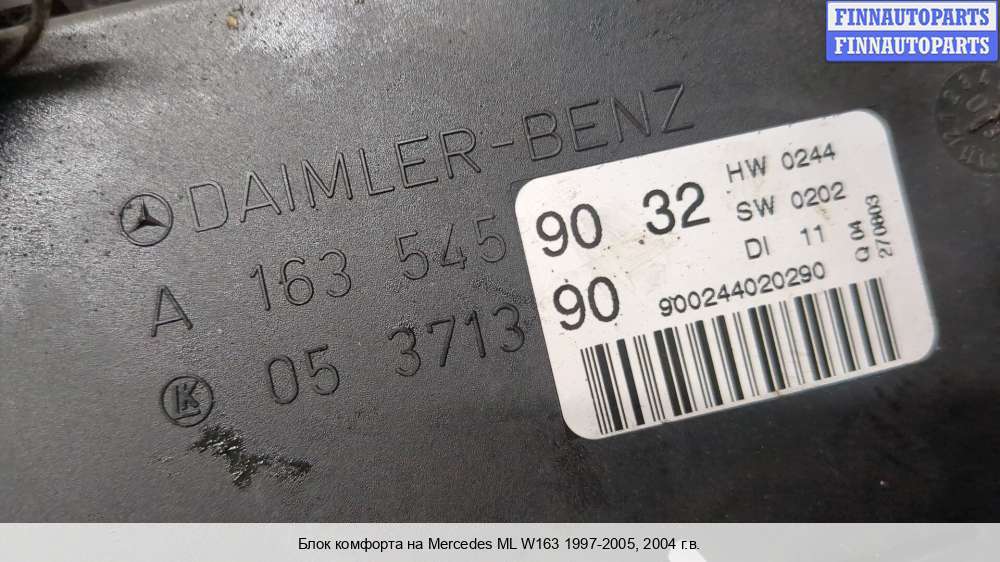 FINNAUTOPARTS
FINNAUTOPARTS
DAIMLER-BENZ
A 163 545 90 32
05 3713 90
HW 0244
SW 0202
DI 11
900244020290
Q 04
270803
LK
Блок комфорта на Mercedes ML W163 1997-2005, 2004 г.в.